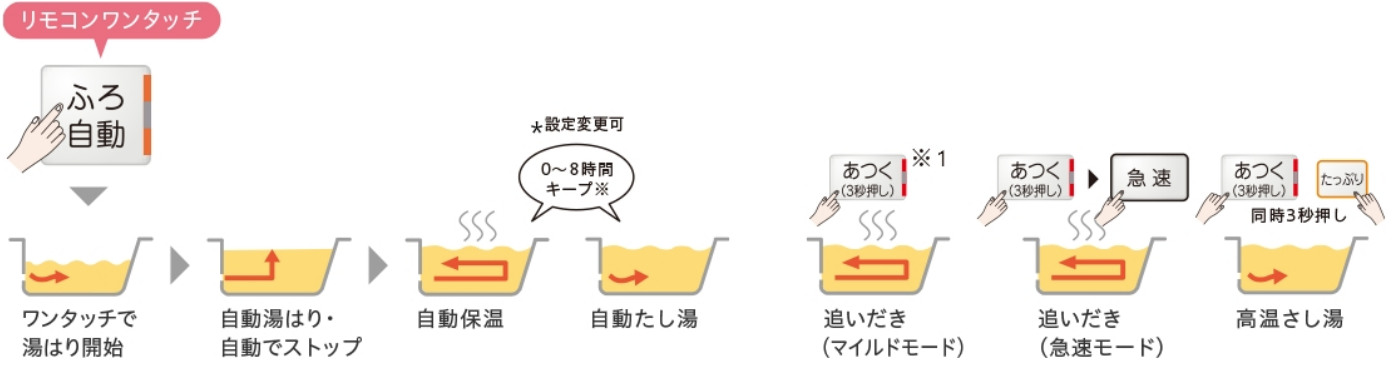 リモコンワンタッチ
ふろ
自動
*設定変更可
0〜8時間
キープ※
ワンタッチで
湯はり開始
自動湯はり・
自動でストップ
自動保温
自動たし湯
あつく
(3秒押し)
※1
追いだき
(マイルドモード)
あつく
(3秒押し)
急速
追いだき
(急速モード)
あつく
(3秒押し)
たっぷり
同時3秒押し
高温さし湯